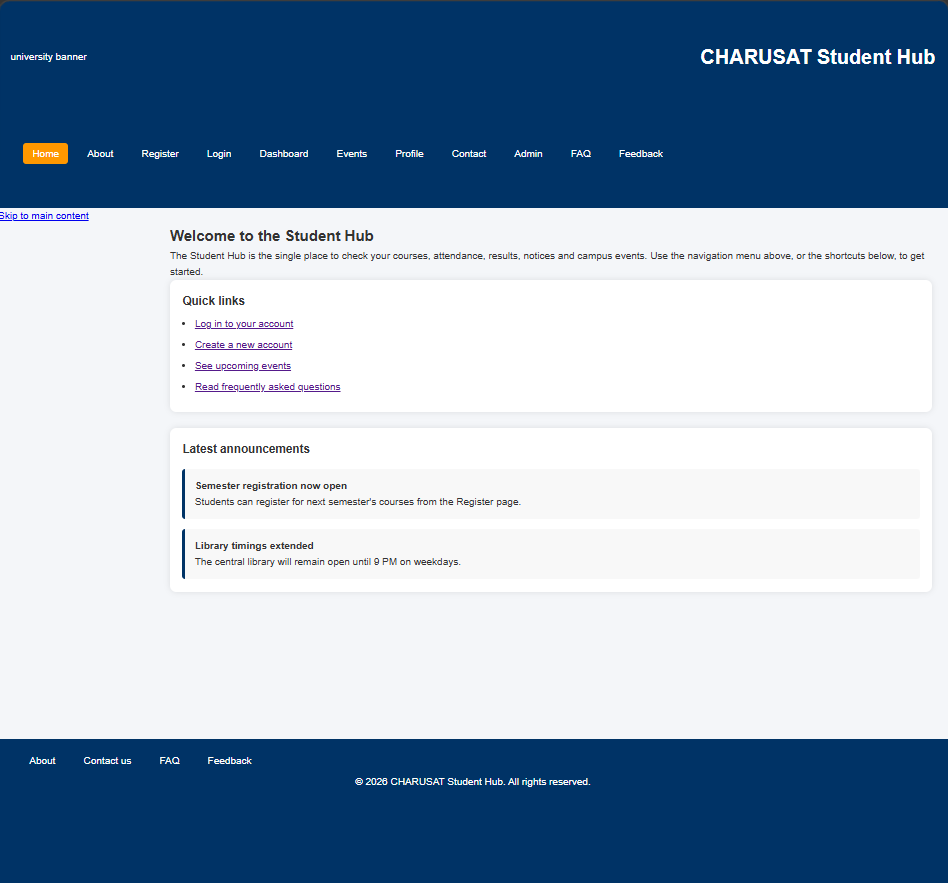 university banner
CHARUSAT Student Hub
Home About Register Login Dashboard Events Profile Contact Admin FAQ Feedback
Skip to main content
Welcome to the Student Hub
The Student Hub is the single place to check your courses, attendance, results, notices and campus events. Use the navigation menu above, or the shortcuts below, to get
started.
Quick links
• Log in to your account
• Create a new account
• See upcoming events
• Read frequently asked questions
Latest announcements
Semester registration now open
Students can register for next semester's courses from the Register page.
Library timings extended
The central library will remain open until 9 PM on weekdays.
About Contact us FAQ Feedback
© 2026 CHARUSAT Student Hub. All rights reserved.